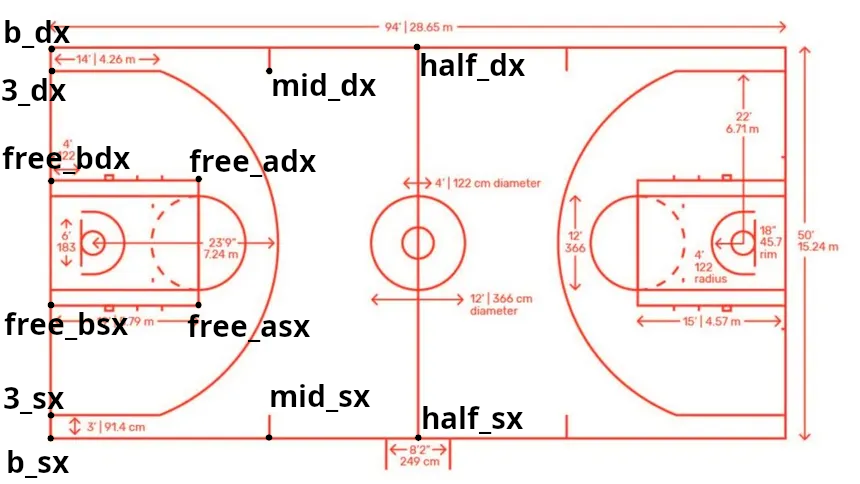 94' | 28.65 m
b_dx
14' | 4.26 m
half_dx
3_dx
mid_dx
22'
6.71 m
4'
122
free_bdx
free_adx
4' | 122 cm diameter
6'
183
23'9"
7.24 m
12'
366
18"
45.7
rim
50'
15.24 m
4'
122
radius
12' | 366 cm
diameter
free_bsx
free_asx
15' | 4.57 m
3_sx
mid_sx
half_sx
3' | 91.4 cm
b_sx
8'2"
249 cm